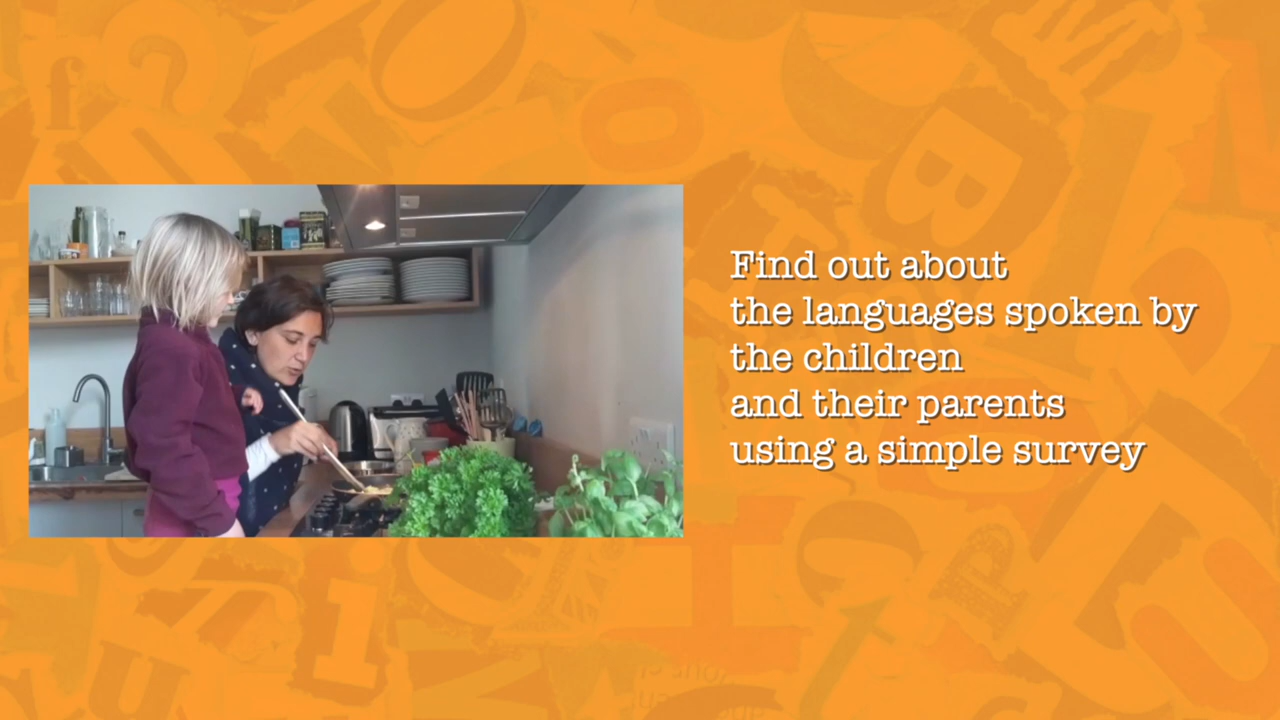 Find out about
the languages spoken by
the children
and their parents
using a simple survey